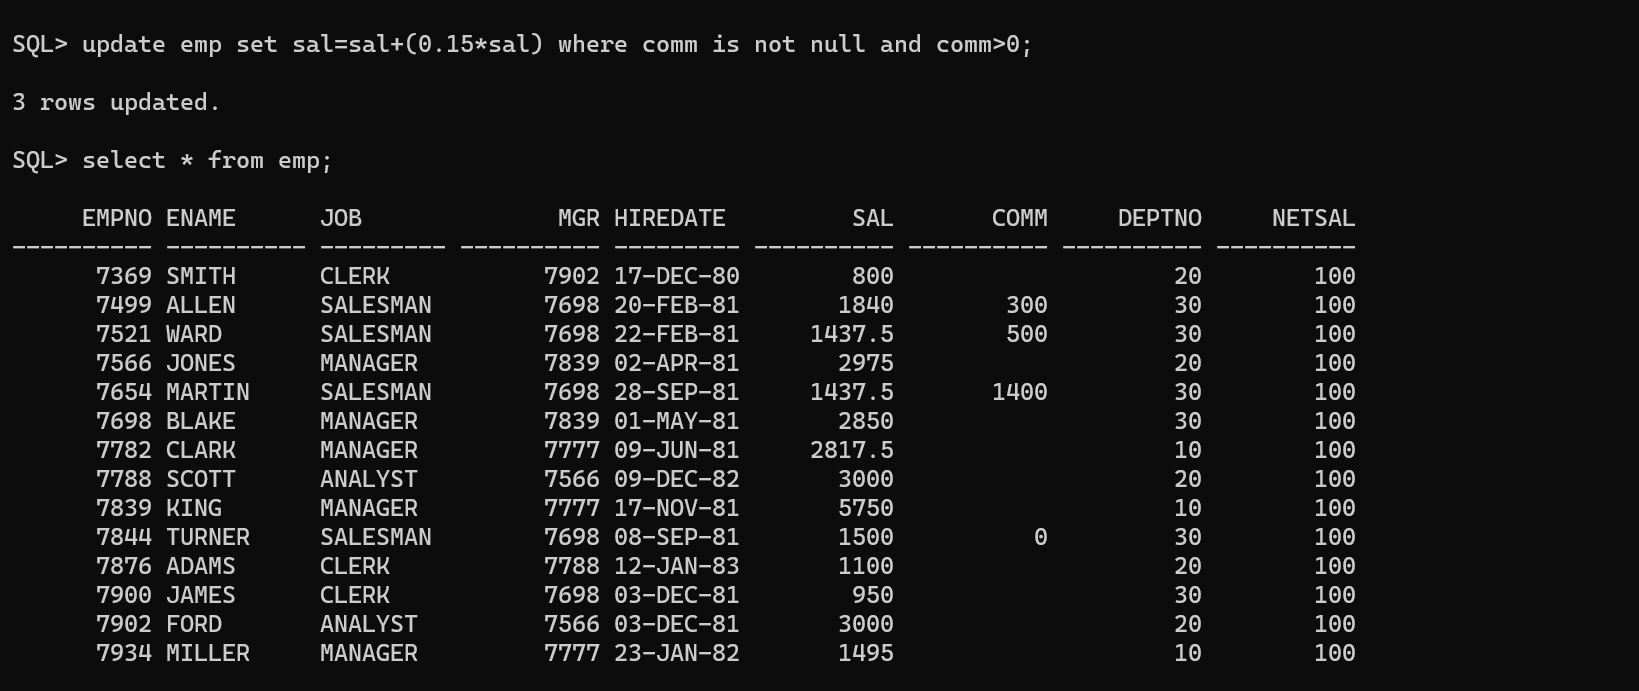 SQL> update emp set sal=sal+(0.15*sal) where comm is not null and comm>0;
3 rows updated.
SQL> select * from emp;
     EMPNO ENAME      JOB              MGR HIREDATE         SAL       COMM     DEPTNO     NETSAL
---------- ---------- --------- ---------- --------- ---------- ---------- ---------- ----------
      7369 SMITH      CLERK           7902 17-DEC-80        800                    20        100
      7499 ALLEN      SALESMAN        7698 20-FEB-81       1840        300         30        100
      7521 WARD       SALESMAN        7698 22-FEB-81     1437.5        500         30        100
      7566 JONES      MANAGER         7839 02-APR-81       2975                    20        100
      7654 MARTIN     SALESMAN        7698 28-SEP-81     1437.5       1400         30        100
      7698 BLAKE      MANAGER         7839 01-MAY-81       2850                    30        100
      7782 CLARK      MANAGER         7777 09-JUN-81     2817.5                    10        100
      7788 SCOTT      ANALYST         7566 09-DEC-82       3000                    20        100
      7839 KING       MANAGER         7777 17-NOV-81       5750                    10        100
      7844 TURNER     SALESMAN        7698 08-SEP-81       1500          0         30        100
      7876 ADAMS      CLERK           7788 12-JAN-83       1100                    20        100
      7900 JAMES      CLERK           7698 03-DEC-81        950                    30        100
      7902 FORD       ANALYST         7566 03-DEC-81       3000                    20        100
      7934 MILLER     MANAGER         7777 23-JAN-82       1495                    10        100